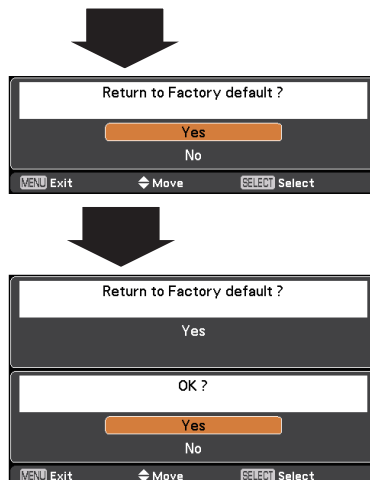 Return to Factory default ?
Yes
No
MENU Exit Move SELECT Select
Return to Factory default ?
Yes
OK ?
Yes
No
MENU Exit Move SELECT Select